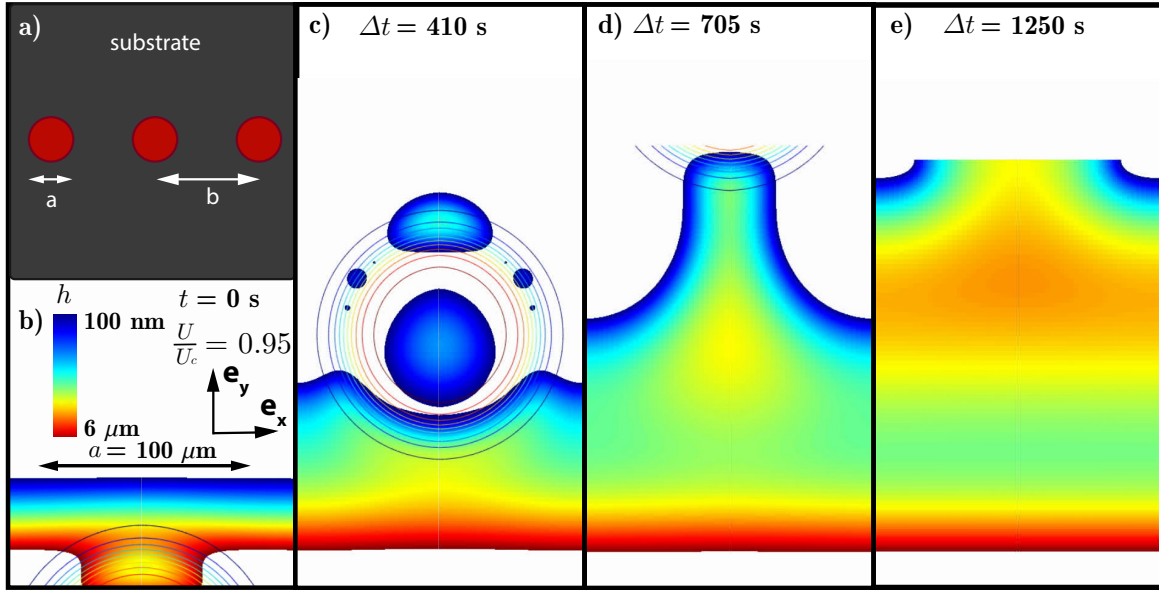 a)
substrate
a
b
b)
h
100 nm
6 μm
t = 0 s
U/U_c = 0.95
e_y
e_x
a = 100 μm
c)
Δt = 410 s
d) Δt = 705 s
e) Δt = 1250 s